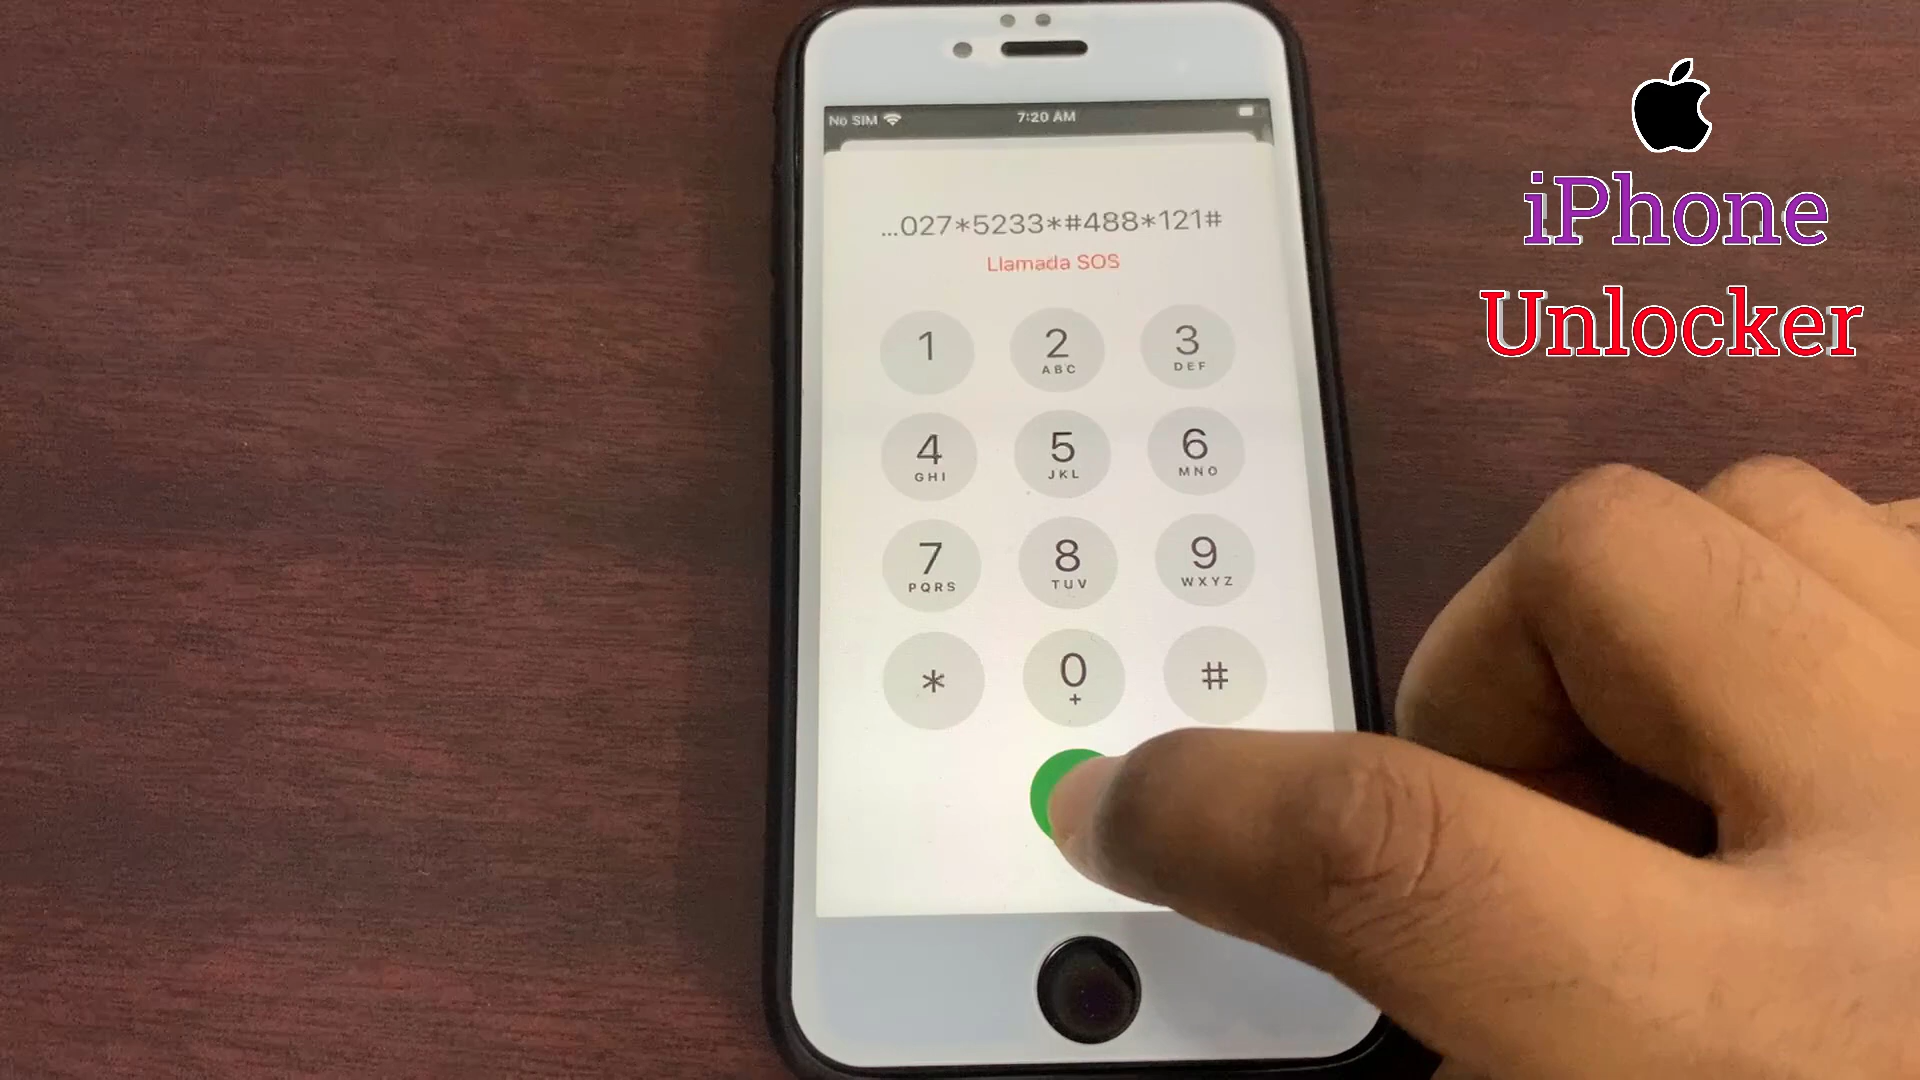 No SIM
7:20 AM
...027*5233*#488*121#
Llamada SOS
1
2
ABC
3
DEF
4
GHI
5
JKL
6
MNO
7
PQRS
8
TUV
9
WXYZ
*
0
+
#
iPhone
Unlocker